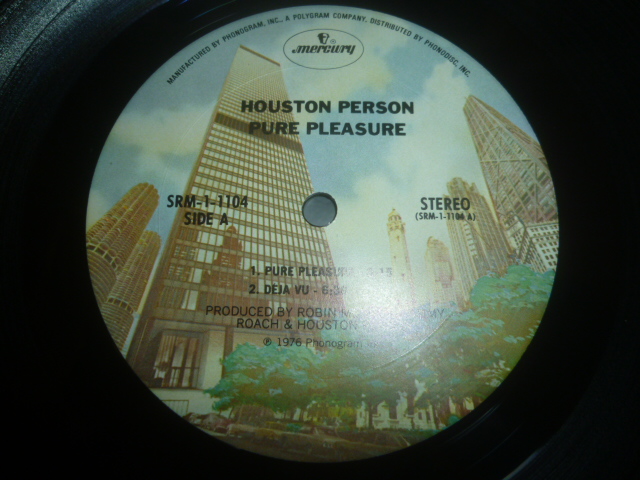 MANUFACTURED BY PHONOGRAM, INC., A POLYGRAM COMPANY, DISTRIBUTED BY PHONODISC, INC.
mercury ®
HOUSTON PERSON
PURE PLEASURE
SRM-1-1104
SIDE A
STEREO
(SRM-1-1104 A)
1. PURE PLEASURE
2. DEJA VU - 6:
PRODUCED BY ROBIN
ROACH & HOUSTON
℗ 1976 Phonogram